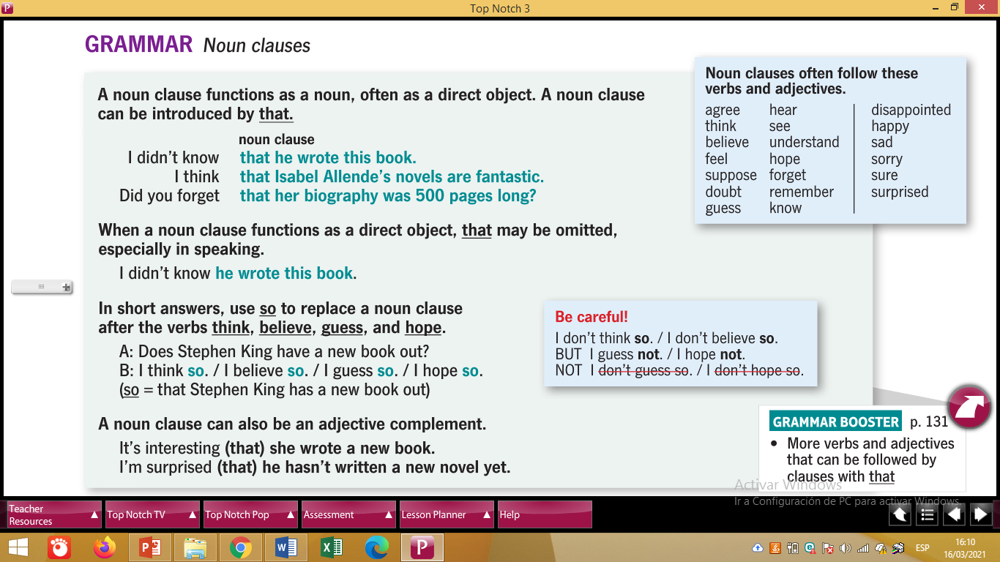 Top Notch 3
GRAMMAR Noun clauses
A noun clause functions as a noun, often as a direct object. A noun clause
can be introduced by that.
noun clause
I didn't know that he wrote this book.
I think that Isabel Allende's novels are fantastic.
Did you forget that her biography was 500 pages long?
When a noun clause functions as a direct object, that may be omitted,
especially in speaking.
I didn't know he wrote this book.
In short answers, use so to replace a noun clause
after the verbs think, believe, guess, and hope.
A: Does Stephen King have a new book out?
B: I think so. / I believe so. / I guess so. / I hope so.
(so = that Stephen King has a new book out)
A noun clause can also be an adjective complement.
It's interesting (that) she wrote a new book.
I'm surprised (that) he hasn't written a new novel yet.
Noun clauses often follow these
verbs and adjectives.
agree hear disappointed
think see happy
believe understand sad
feel hope sorry
suppose forget sure
doubt remember surprised
guess know
Be careful!
I don't think so. / I don't believe so.
BUT I guess not. / I hope not.
NOT I don't guess so. / I don't hope so.
GRAMMAR BOOSTER p. 131
• More verbs and adjectives
that can be followed by
clauses with that
Activar Windows
Ir a Configuración de PC para activar Windows.
Teacher
Resources
Top Notch TV
Top Notch Pop
Assessment
Lesson Planner
Help
ESP
16:10
16/03/2021